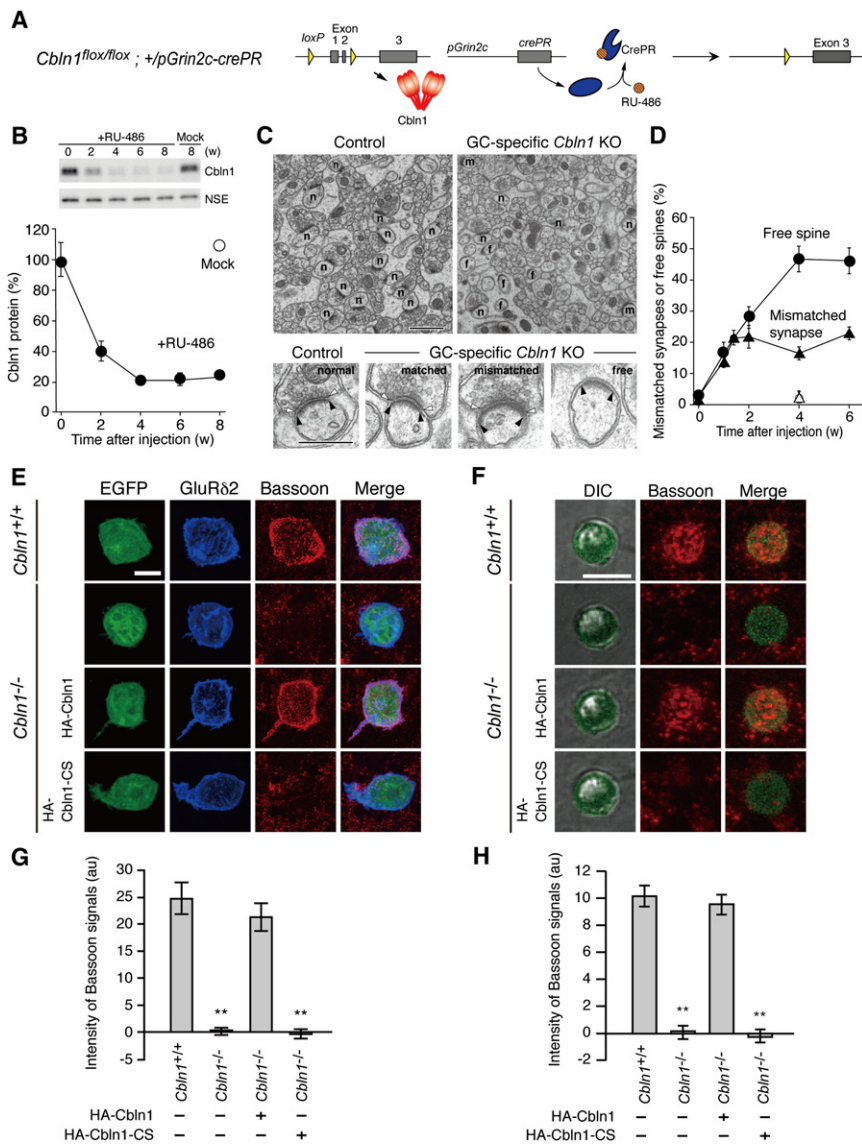 A
Cbln1flox/flox ; +/pGrin2c-crePR
loxP
Exon
1 2
3
Cbln1
pGrin2c
crePR
CrePR
RU-486
Exon 3
B
+RU-486 Mock
0 2 4 6 8 8 (w)
Cbln1
NSE
Cbln1 protein (%)
120
100
80
60
40
20
0
Mock
+RU-486
0 2 4 6 8
Time after injection (w)
C
Control
GC-specific Cbln1 KO
n n n n n n n n n n n
m n n n n n f f f f m
Control
GC-specific Cbln1 KO
normal
matched
mismatched
free
D
Mismatched synapses or free spines (%)
60
50
40
30
20
10
0
Free spine
Mismatched
synapse
0 2 4 6
Time after injection (w)
E
EGFP GluRδ2 Bassoon Merge
Cbln1+/+
Cbln1-/-
HA-Cbln1
HA-
Cbln1-CS
F
DIC Bassoon Merge
Cbln1+/+
Cbln1-/-
HA-Cbln1
HA-
Cbln1-CS
G
Intensity of Bassoon signals (au)
30
25
20
15
10
5
0
-5
**
**
Cbln1+/+ Cbln1-/- Cbln1-/- Cbln1-/-
HA-Cbln1 – – + –
HA-Cbln1-CS – – – +
H
Intensity of Bassoon signals (au)
12
10
8
6
4
2
0
-2
**
**
Cbln1+/+ Cbln1-/- Cbln1-/- Cbln1-/-
HA-Cbln1 – – + –
HA-Cbln1-CS – – – +